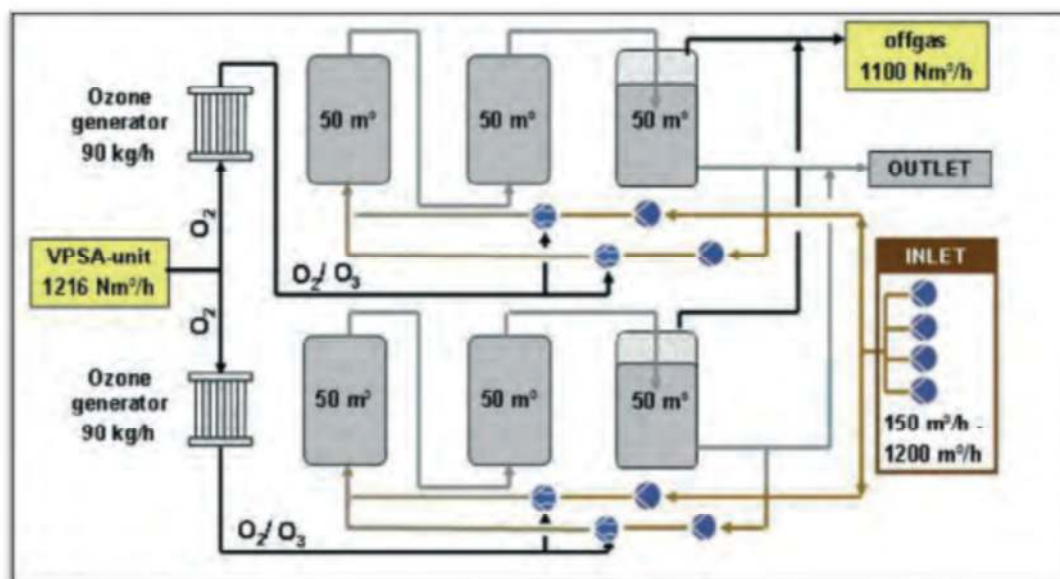 Ozone
generator
90 kg/h
O₂
VPSA-unit
1216 Nm³/h
O₂
Ozone
generator
90 kg/h
50 m³
50 m³
50 m³
offgas
1100 Nm³/h
OUTLET
O₂/ O₃
INLET
150 m³/h -
1200 m³/h
50 m³
50 m³
50 m³
O₂/ O₃